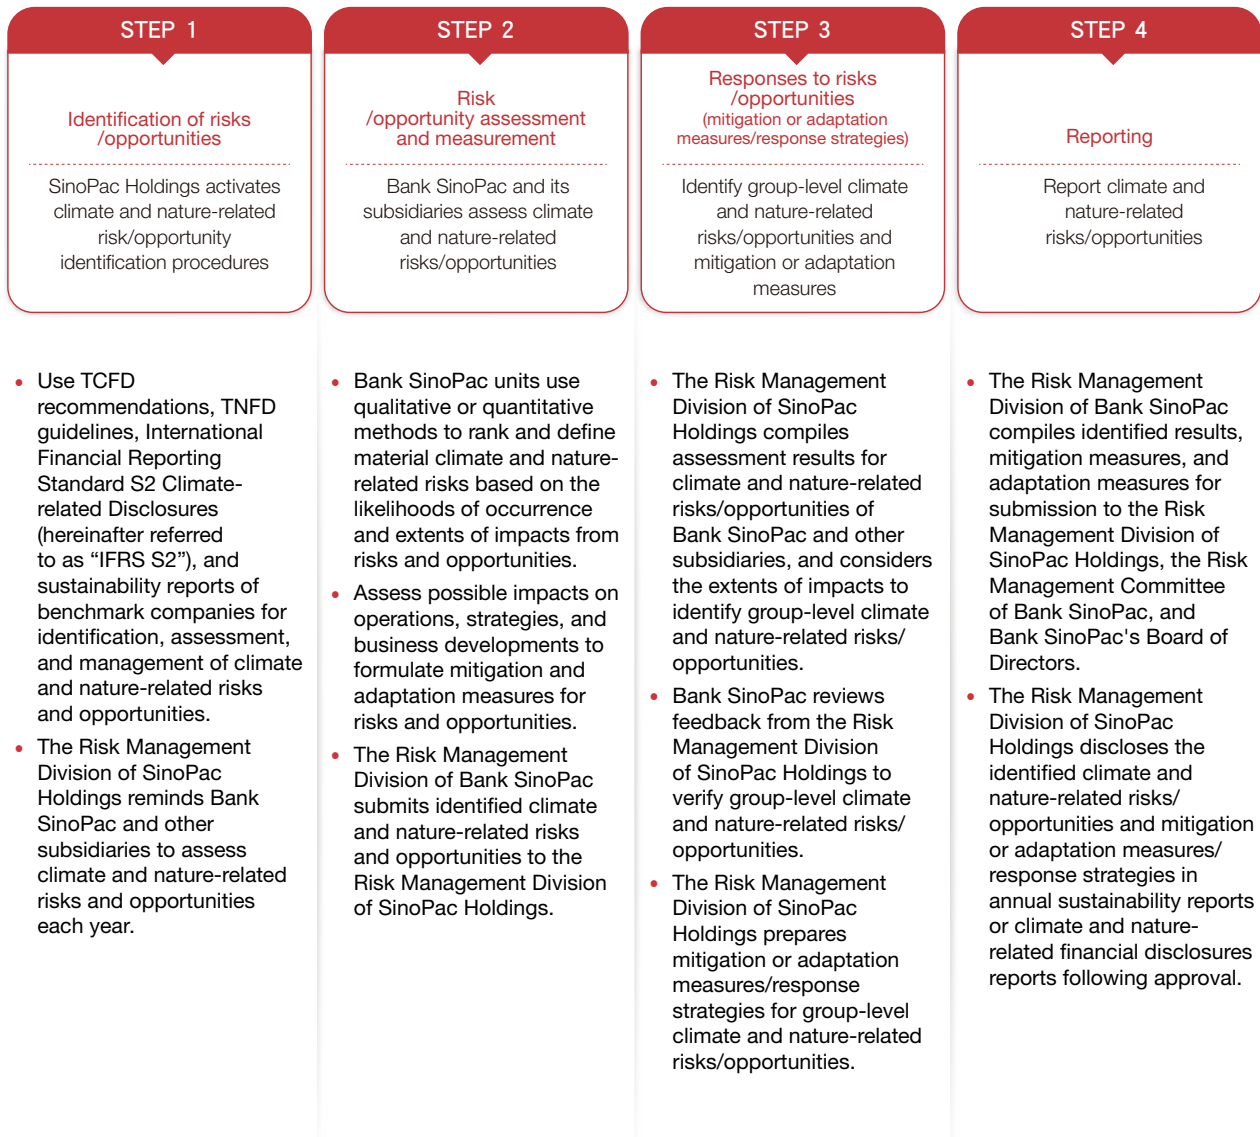 STEP 1
Identification of risks
/opportunities
SinoPac Holdings activates
climate and nature-related
risk/opportunity
identification procedures
• Use TCFD
recommendations, TNFD
guidelines, International
Financial Reporting
Standard S2 Climate-
related Disclosures
(hereinafter referred
to as “IFRS S2”), and
sustainability reports of
benchmark companies for
identification, assessment,
and management of climate
and nature-related risks
and opportunities.
• The Risk Management
Division of SinoPac
Holdings reminds Bank
SinoPac and other
subsidiaries to assess
climate and nature-related
risks and opportunities
each year.
STEP 2
Risk
/opportunity assessment
and measurement
Bank SinoPac and its
subsidiaries assess climate
and nature-related
risks/opportunities
• Bank SinoPac units use
qualitative or quantitative
methods to rank and define
material climate and nature-
related risks based on the
likelihoods of occurrence
and extents of impacts from
risks and opportunities.
• Assess possible impacts on
operations, strategies, and
business developments to
formulate mitigation and
adaptation measures for
risks and opportunities.
• The Risk Management
Division of Bank SinoPac
submits identified climate
and nature-related risks
and opportunities to the
Risk Management Division
of SinoPac Holdings.
STEP 3
Responses to risks
/opportunities
(mitigation or adaptation
measures/response strategies)
Identify group-level climate
and nature-related
risks/opportunities and
mitigation or adaptation
measures
• The Risk Management
Division of SinoPac
Holdings compiles
assessment results for
climate and nature-related
risks/opportunities of
Bank SinoPac and other
subsidiaries, and considers
the extents of impacts to
identify group-level climate
and nature-related risks/
opportunities.
• Bank SinoPac reviews
feedback from the Risk
Management Division
of SinoPac Holdings to
verify group-level climate
and nature-related risks/
opportunities.
• The Risk Management
Division of SinoPac
Holdings prepares
mitigation or adaptation
measures/response
strategies for group-level
climate and nature-related
risks/opportunities.
STEP 4
Reporting
Report climate and
nature-related
risks/opportunities
• The Risk Management
Division of Bank SinoPac
compiles identified results,
mitigation measures, and
adaptation measures for
submission to the Risk
Management Division of
SinoPac Holdings, the Risk
Management Committee
of Bank SinoPac, and
Bank SinoPac's Board of
Directors.
• The Risk Management
Division of SinoPac
Holdings discloses the
identified climate and
nature-related risks/
opportunities and mitigation
or adaptation measures/
response strategies in
annual sustainability reports
or climate and nature-
related financial disclosures
reports following approval.